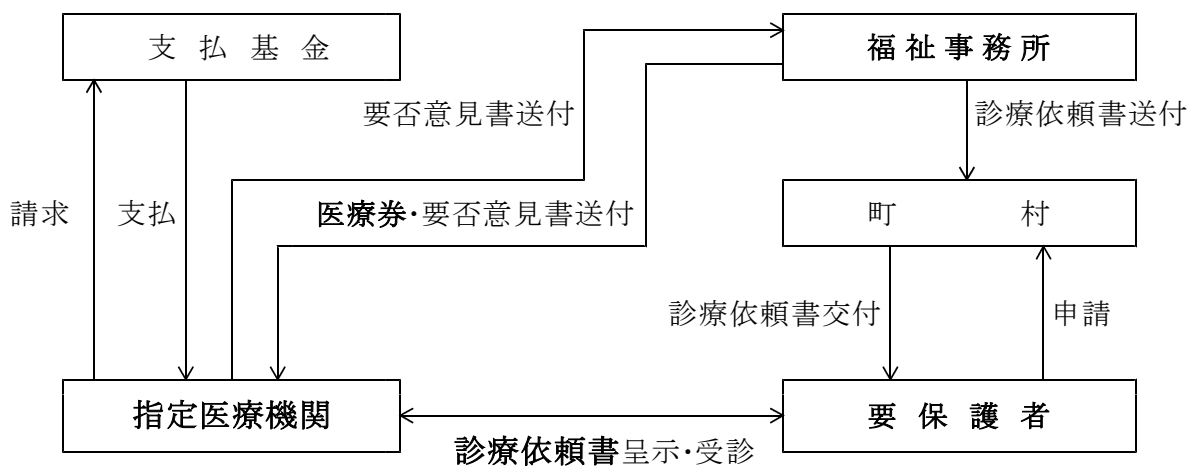 支払基金
福祉事務所
要否意見書送付
診療依頼書送付
請求
支払
医療券・要否意見書送付
町村
診療依頼書交付
申請
指定医療機関
要保護者
診療依頼書呈示・受診